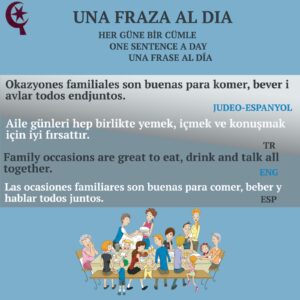 UNA FRAZA AL DIA
HER GÜNE BİR CÜMLE
ONE SENTENCE A DAY
UNA FRASE AL DÍA
Okazyones familiales son buenas para komer, bever i
avlar todos endjuntos.
JUDEO-ESPANYOL
Aile günleri hep birlikte yemek, içmek ve konuşmak
için iyi fırsattır.
TR
Family occasions are great to eat, drink and talk all
together.
ENG
Las ocasiones familiares son buenas para comer, beber y
hablar todos juntos.
ESP